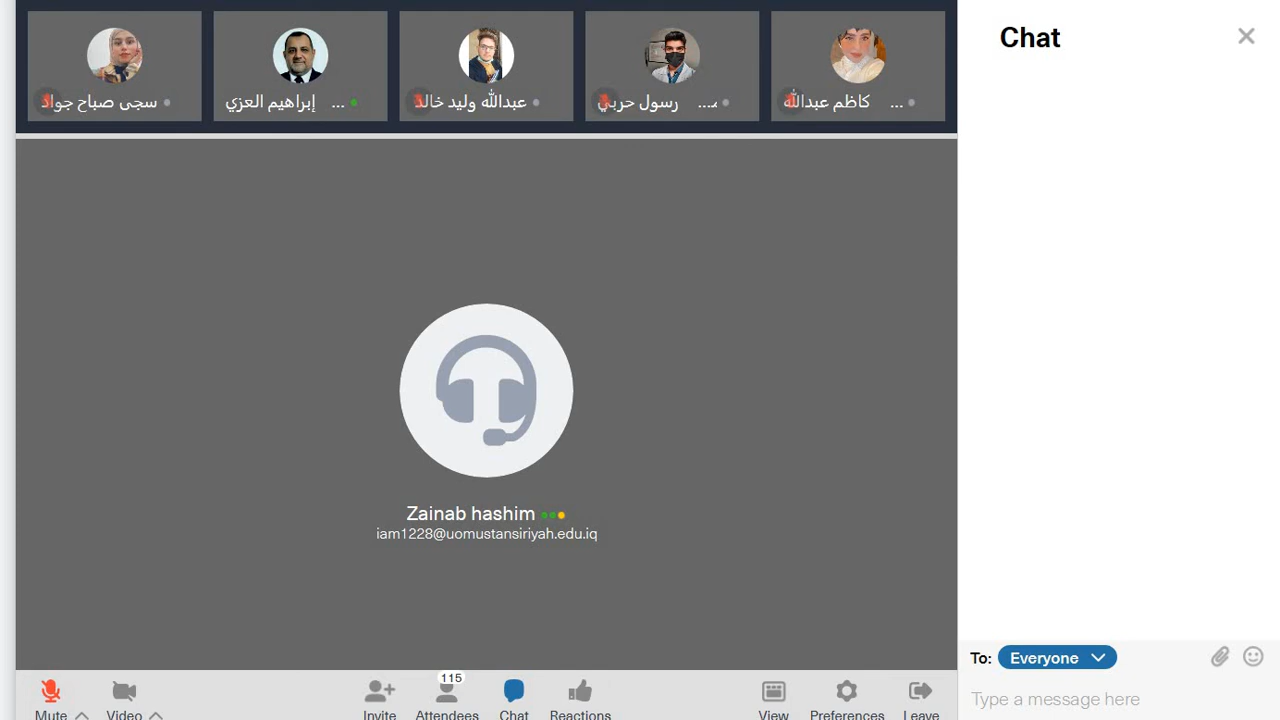 سجى صباح جواد
إبراهيم العزي ...
عبدالله وليد خالد
رسول حربي ...
كاظم عبدالله ...
Chat
Zainab hashim
iam1228@uomustansiriyah.edu.iq
To: Everyone
Type a message here
115
Mute
Video
Invite
Attendees
Chat
Reactions
View
Preferences
Leave